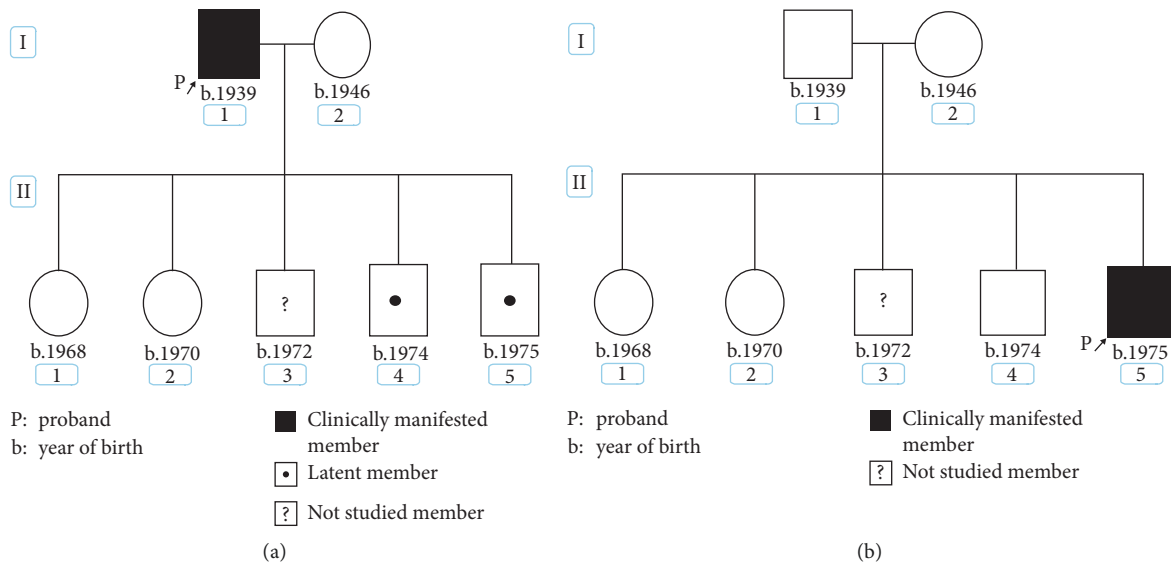 I
P
b.1939
1
b.1946
2
II
?
b.1968
1
b.1970
2
b.1972
3
b.1974
4
b.1975
5
P: proband
b: year of birth
Clinically manifested
member
Latent member
? Not studied member
(a)
I
b.1939
1
b.1946
2
II
?
P
b.1968
1
b.1970
2
b.1972
3
b.1974
4
b.1975
5
P: proband
b: year of birth
Clinically manifested
member
? Not studied member
(b)